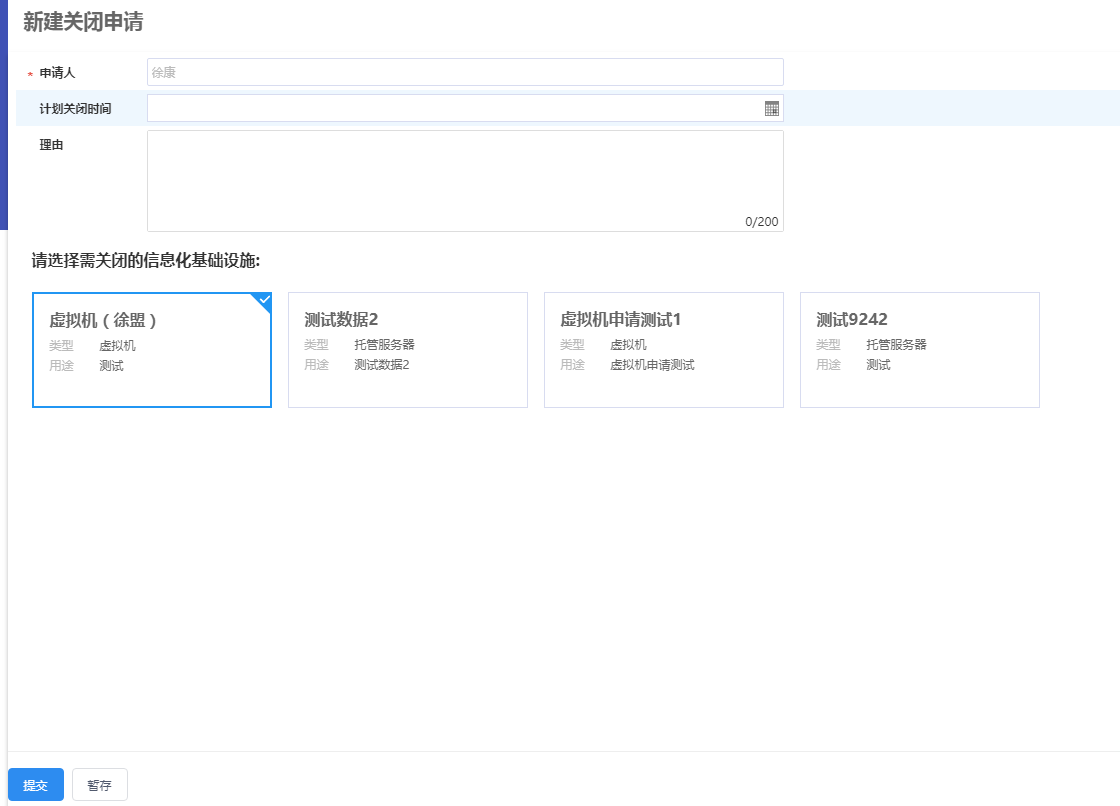 新建关闭申请
* 申请人 徐康
计划关闭时间
理由
0/200
请选择需关闭的信息化基础设施:
虚拟机（徐盟）
类型 虚拟机
用途 测试
测试数据2
类型 托管服务器
用途 测试数据2
虚拟机申请测试1
类型 虚拟机
用途 虚拟机申请测试
测试9242
类型 托管服务器
用途 测试
提交 暂存